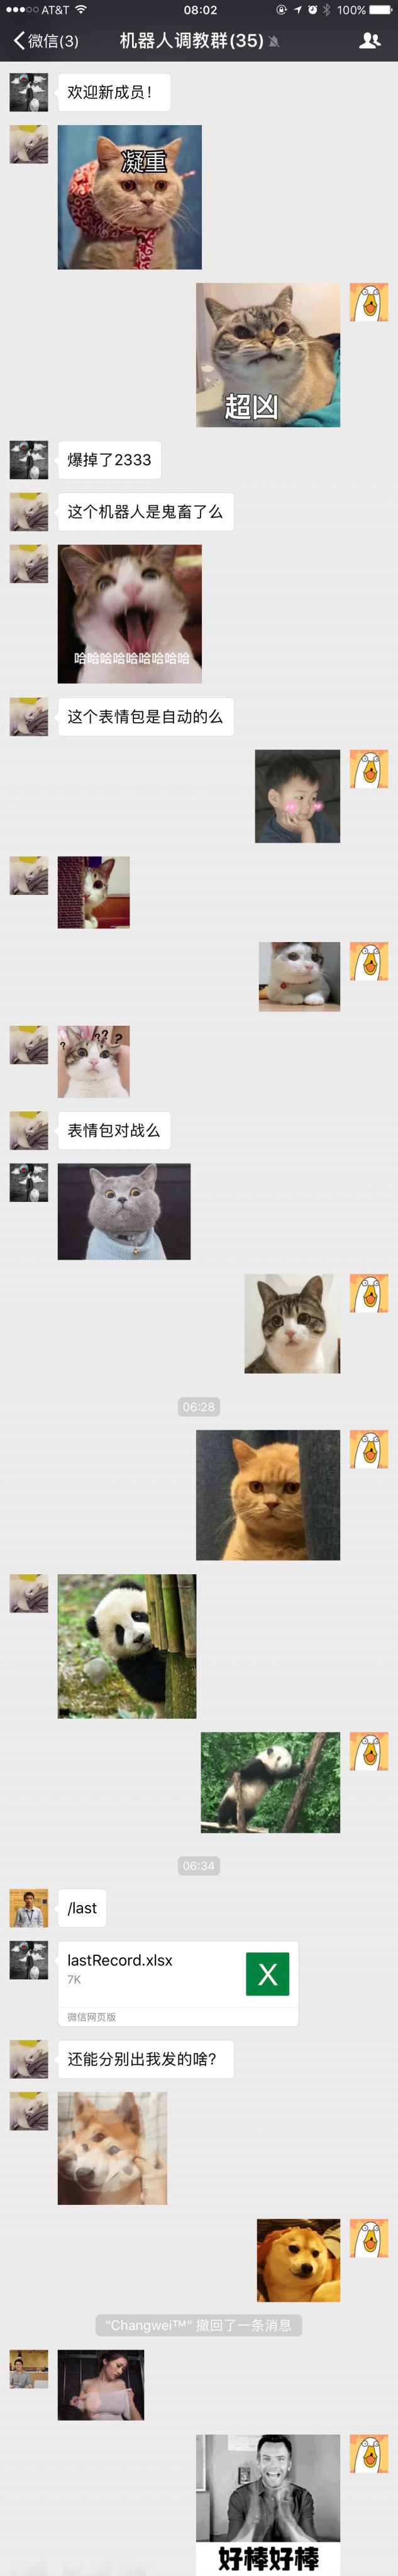 AT&T
08:02
100%
微信(3)
机器人调教群(35)
欢迎新成员！
凝重
超凶
爆掉了2333
这个机器人是鬼畜了么
哈哈哈哈哈哈哈哈哈
这个表情包是自动的么
? ? ? ?
表情包对战么
06:28
06:34
/last
lastRecord.xlsx
X
7K
微信网页版
还能分别出我发的啥?
"Changwei™" 撤回了一条消息
好棒好棒